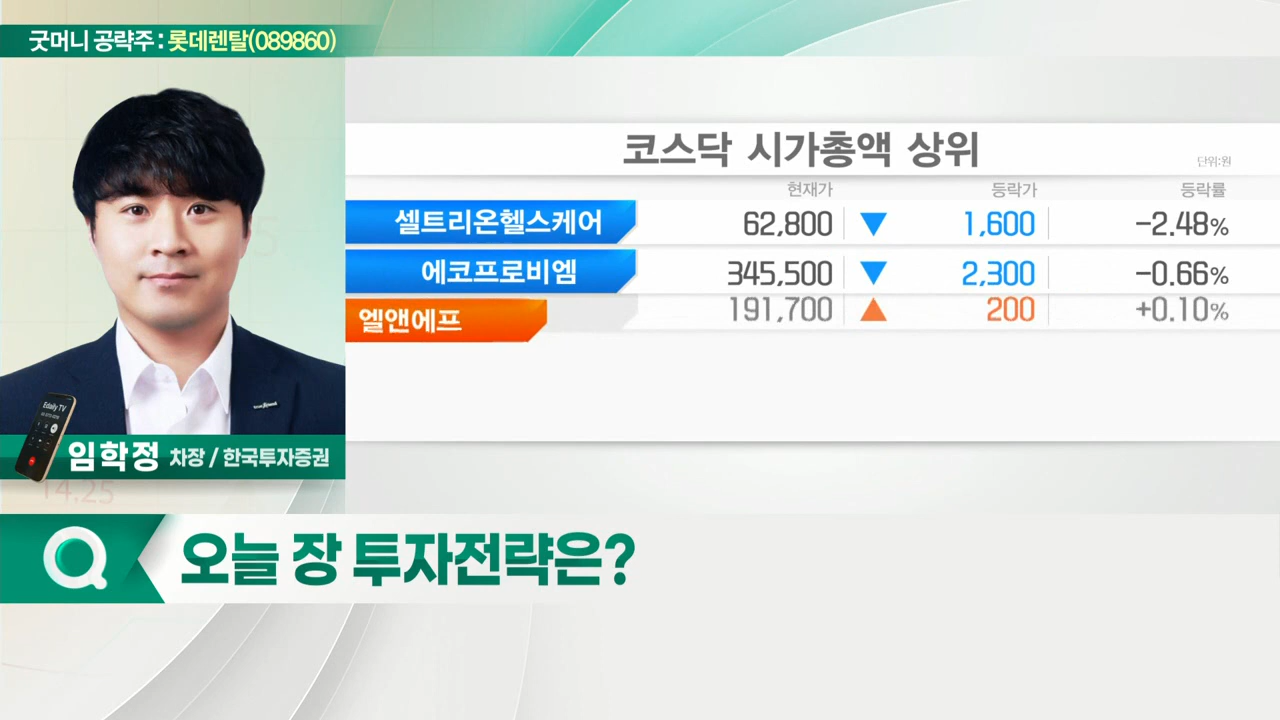 굿머니 공략주 : 롯데렌탈(089860)
코스닥 시가총액 상위
단위:원
현재가 등락가 등락률
셀트리온헬스케어 62,800 ▼ 1,600 -2.48%
에코프로비엠 345,500 ▼ 2,300 -0.66%
엘앤에프 191,700 ▲ 200 +0.10%
Edaily TV
임학정 차장 / 한국투자증권
14.25
오늘 장 투자전략은?